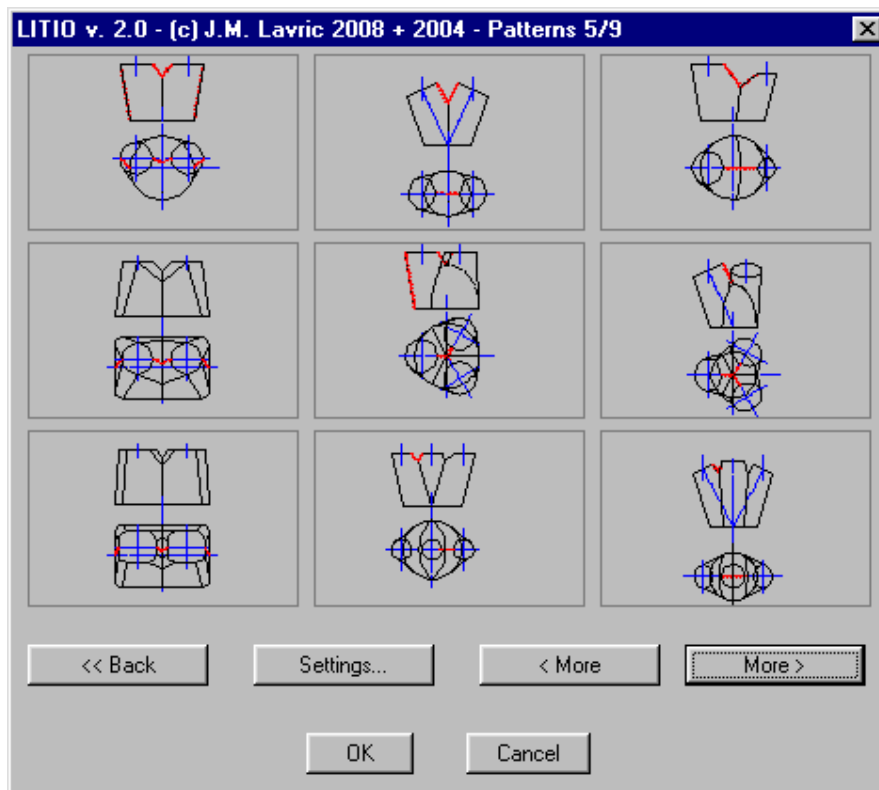 LITIO v. 2.0 - (c) J.M. Lavric 2008 + 2004 - Patterns 5/9
<< Back
Settings...
< More
More >
OK
Cancel